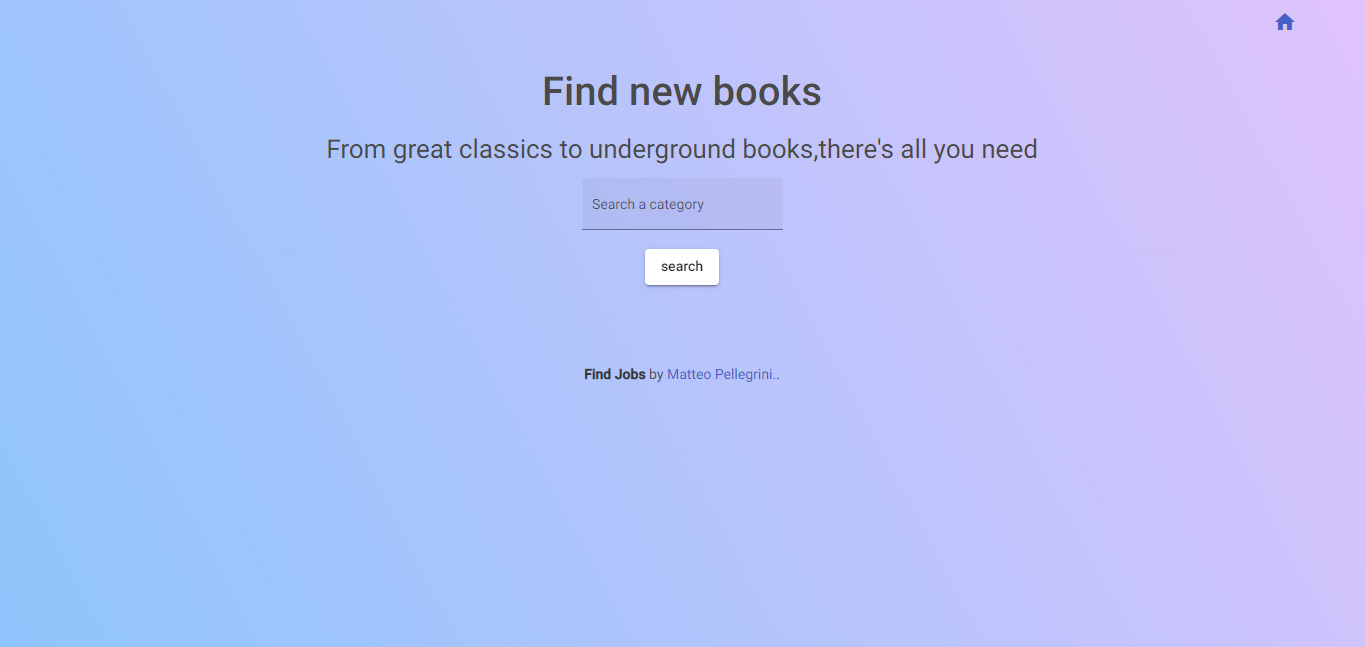 Find new books
From great classics to underground books,there's all you need
Search a category
search
Find Jobs by Matteo Pellegrini..